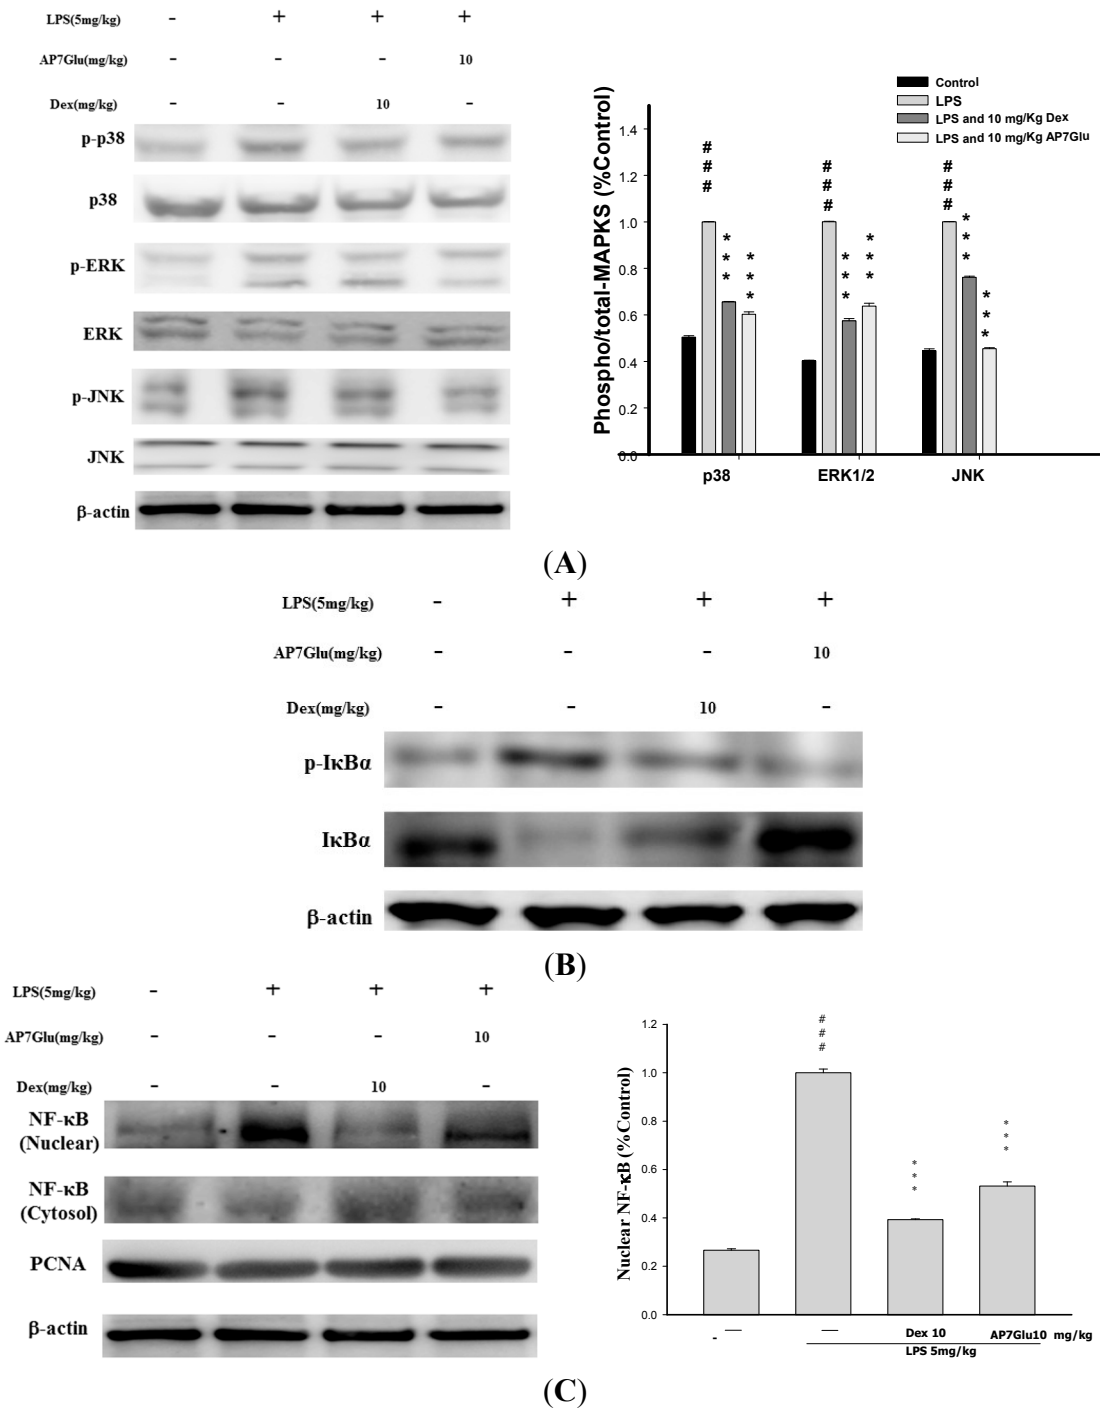 LPS(5mg/kg) - + + +
AP7Glu(mg/kg) - - - 10
Dex(mg/kg) - - 10 -
p-p38
p38
p-ERK
ERK
p-JNK
JNK
β-actin
Control
LPS
LPS and 10 mg/Kg Dex
LPS and 10 mg/Kg AP7Glu
Phospho/total-MAPKS (%Control)
1.4
1.2
1.0
0.8
0.6
0.4
0.2
0.0
# # # * * * * * *
# # # * * * * * *
# # # * * * * * *
p38 ERK1/2 JNK
(A)
LPS(5mg/kg) - + + +
AP7Glu(mg/kg) - - - 10
Dex(mg/kg) - - 10 -
p-IκBα
IκBα
β-actin
(B)
LPS(5mg/kg) - + + +
AP7Glu(mg/kg) - - - 10
Dex(mg/kg) - - 10 -
NF-κB
(Nuclear)
NF-κB
(Cytosol)
PCNA
β-actin
Nuclear NF-κB (%Control)
1.2
1.0
0.8
0.6
0.4
0.2
0.0
# # #
* * *
* * *
- — — Dex 10 AP7Glu10 mg/kg
LPS 5mg/kg
(C)